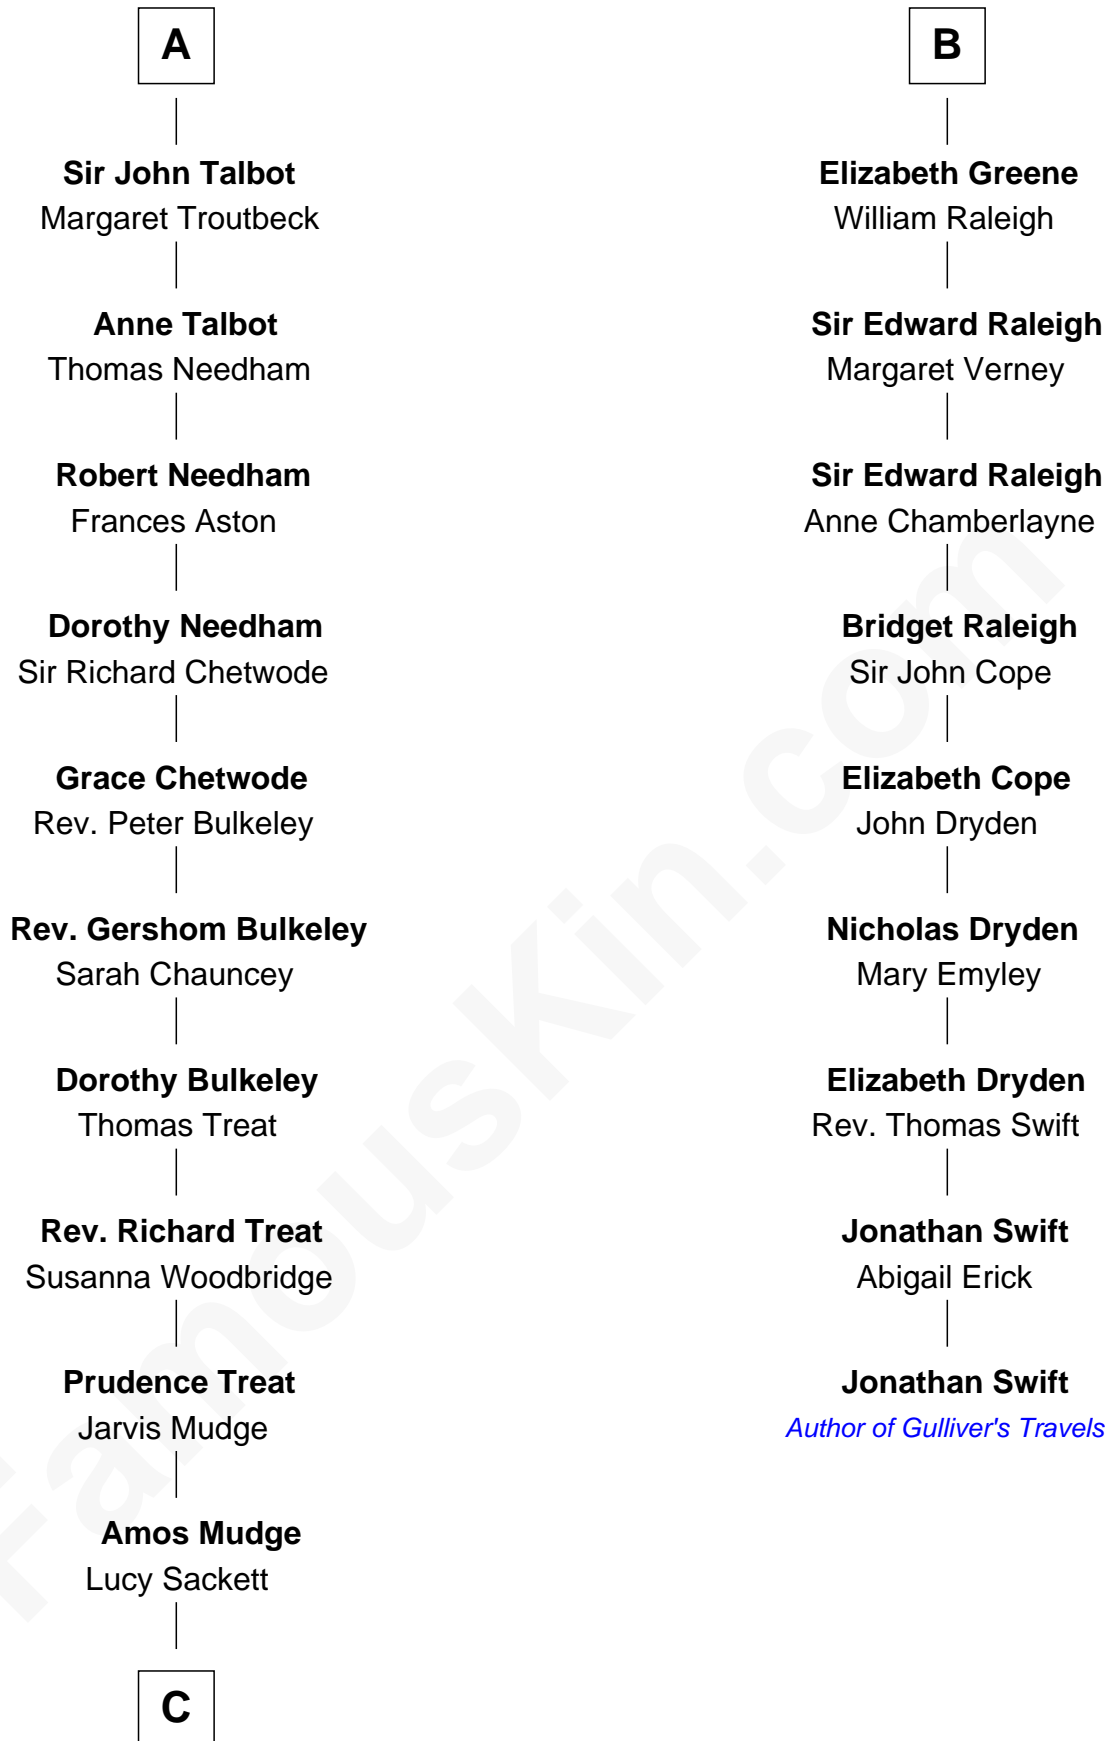 A
Sir John Talbot
Margaret Troutbeck
Anne Talbot
Thomas Needham
Robert Needham
Frances Aston
Dorothy Needham
Sir Richard Chetwode
Grace Chetwode
Rev. Peter Bulkeley
Rev. Gershom Bulkeley
Sarah Chauncey
Dorothy Bulkeley
Thomas Treat
Rev. Richard Treat
Susanna Woodbridge
Prudence Treat
Jarvis Mudge
Amos Mudge
Lucy Sackett
C
B
Elizabeth Greene
William Raleigh
Sir Edward Raleigh
Margaret Verney
Sir Edward Raleigh
Anne Chamberlayne
Bridget Raleigh
Sir John Cope
Elizabeth Cope
John Dryden
Nicholas Dryden
Mary Emyley
Elizabeth Dryden
Rev. Thomas Swift
Jonathan Swift
Abigail Erick
Jonathan Swift
Author of Gulliver's Travels
FamousKin.com